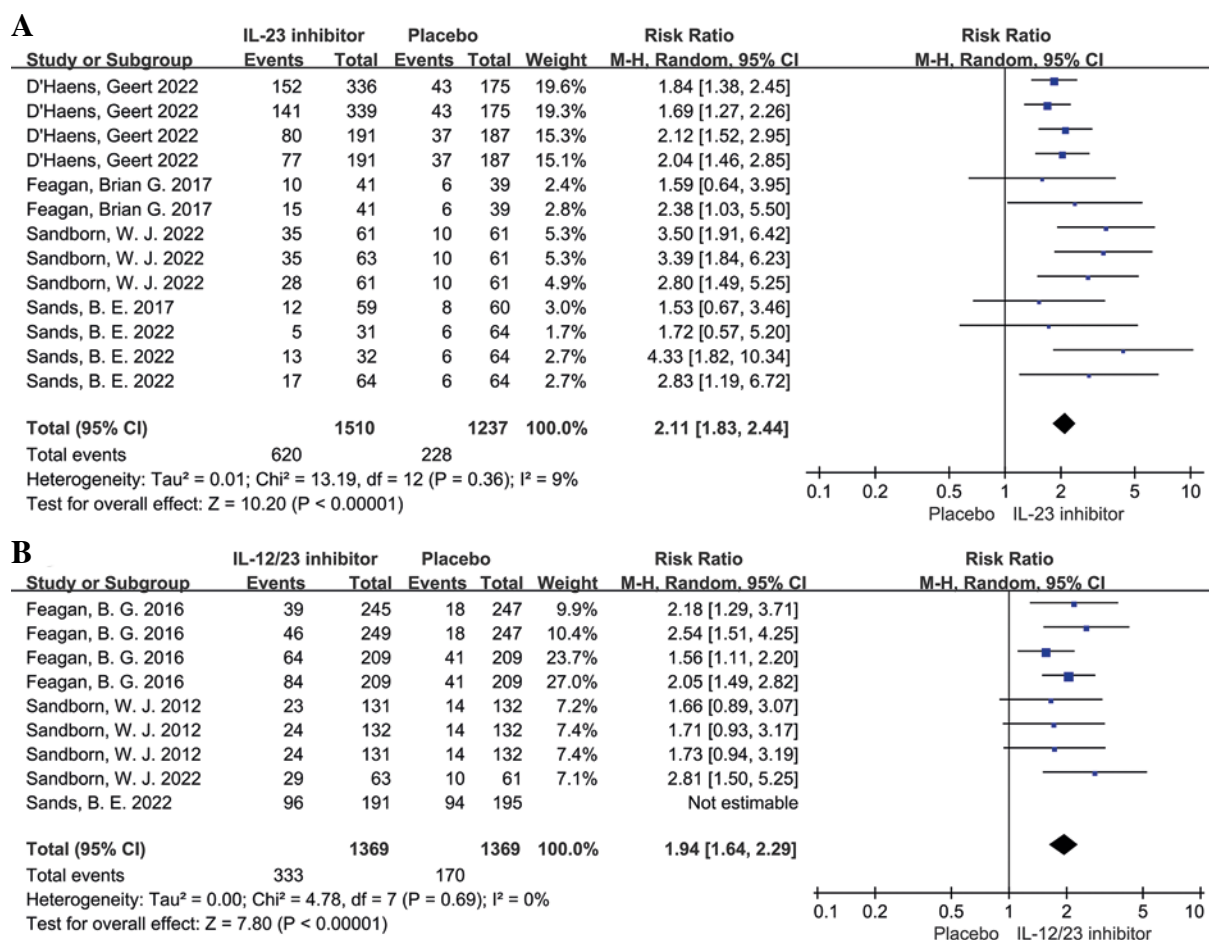 A
IL-23 inhibitor Placebo Risk Ratio Risk Ratio
Study or Subgroup Events Total Events Total Weight M-H, Random, 95% CI M-H, Random, 95% CI
D'Haens, Geert 2022 152 336 43 175 19.6% 1.84 [1.38, 2.45]
D'Haens, Geert 2022 141 339 43 175 19.3% 1.69 [1.27, 2.26]
D'Haens, Geert 2022 80 191 37 187 15.3% 2.12 [1.52, 2.95]
D'Haens, Geert 2022 77 191 37 187 15.1% 2.04 [1.46, 2.85]
Feagan, Brian G. 2017 10 41 6 39 2.4% 1.59 [0.64, 3.95]
Feagan, Brian G. 2017 15 41 6 39 2.8% 2.38 [1.03, 5.50]
Sandborn, W. J. 2022 35 61 10 61 5.3% 3.50 [1.91, 6.42]
Sandborn, W. J. 2022 35 63 10 61 5.3% 3.39 [1.84, 6.23]
Sandborn, W. J. 2022 28 61 10 61 4.9% 2.80 [1.49, 5.25]
Sands, B. E. 2017 12 59 8 60 3.0% 1.53 [0.67, 3.46]
Sands, B. E. 2022 5 31 6 64 1.7% 1.72 [0.57, 5.20]
Sands, B. E. 2022 13 32 6 64 2.7% 4.33 [1.82, 10.34]
Sands, B. E. 2022 17 64 6 64 2.7% 2.83 [1.19, 6.72]
Total (95% CI) 1510 1237 100.0% 2.11 [1.83, 2.44]
Total events 620 228
Heterogeneity: Tau² = 0.01; Chi² = 13.19, df = 12 (P = 0.36); I² = 9%
Test for overall effect: Z = 10.20 (P < 0.00001)
0.1 0.2 0.5 1 2 5 10
Placebo IL-23 inhibitor
B
IL-12/23 inhibitor Placebo Risk Ratio Risk Ratio
Study or Subgroup Events Total Events Total Weight M-H, Random, 95% CI M-H, Random, 95% CI
Feagan, B. G. 2016 39 245 18 247 9.9% 2.18 [1.29, 3.71]
Feagan, B. G. 2016 46 249 18 247 10.4% 2.54 [1.51, 4.25]
Feagan, B. G. 2016 64 209 41 209 23.7% 1.56 [1.11, 2.20]
Feagan, B. G. 2016 84 209 41 209 27.0% 2.05 [1.49, 2.82]
Sandborn, W. J. 2012 23 131 14 132 7.2% 1.66 [0.89, 3.07]
Sandborn, W. J. 2012 24 132 14 132 7.4% 1.71 [0.93, 3.17]
Sandborn, W. J. 2012 24 131 14 132 7.4% 1.73 [0.94, 3.19]
Sandborn, W. J. 2022 29 63 10 61 7.1% 2.81 [1.50, 5.25]
Sands, B. E. 2022 96 191 94 195 Not estimable
Total (95% CI) 1369 1369 100.0% 1.94 [1.64, 2.29]
Total events 333 170
Heterogeneity: Tau² = 0.00; Chi² = 4.78, df = 7 (P = 0.69); I² = 0%
Test for overall effect: Z = 7.80 (P < 0.00001)
0.1 0.2 0.5 1 2 5 10
Placebo IL-12/23 inhibitor